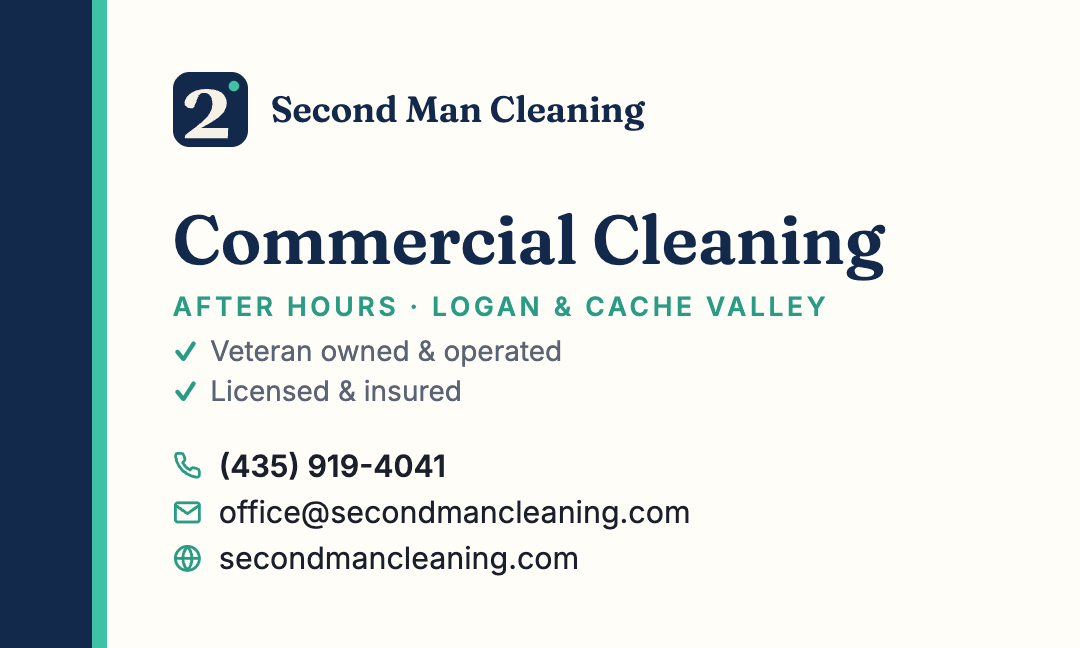 2
Second Man Cleaning
Commercial Cleaning
AFTER HOURS · LOGAN & CACHE VALLEY
✓ Veteran owned & operated
✓ Licensed & insured
(435) 919-4041
office@secondmancleaning.com
secondmancleaning.com